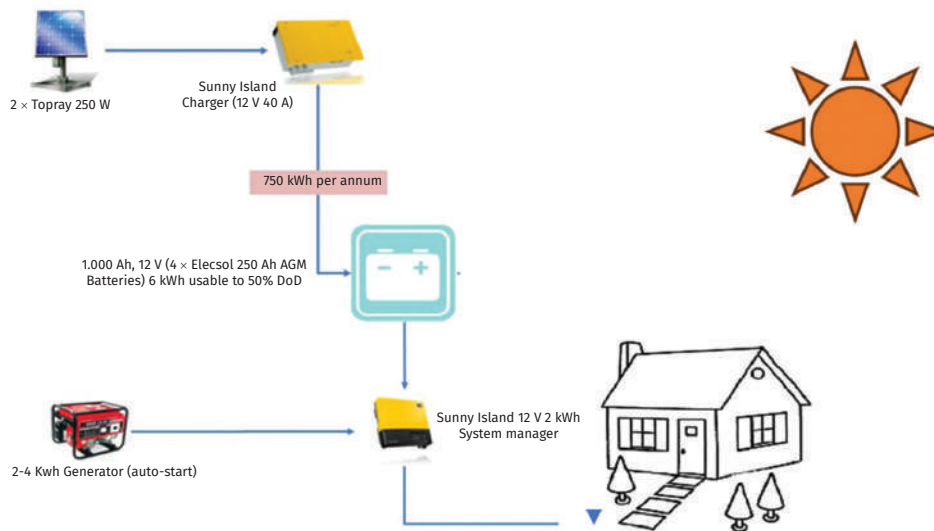 2 × Topray 250 W
Sunny Island
Charger (12 V 40 A)
750 kWh per annum
1.000 Ah, 12 V (4 × Elecsol 250 Ah AGM
Batteries) 6 kWh usable to 50% DoD
Sunny Island 12 V 2 kWh
System manager
2-4 Kwh Generator (auto-start)